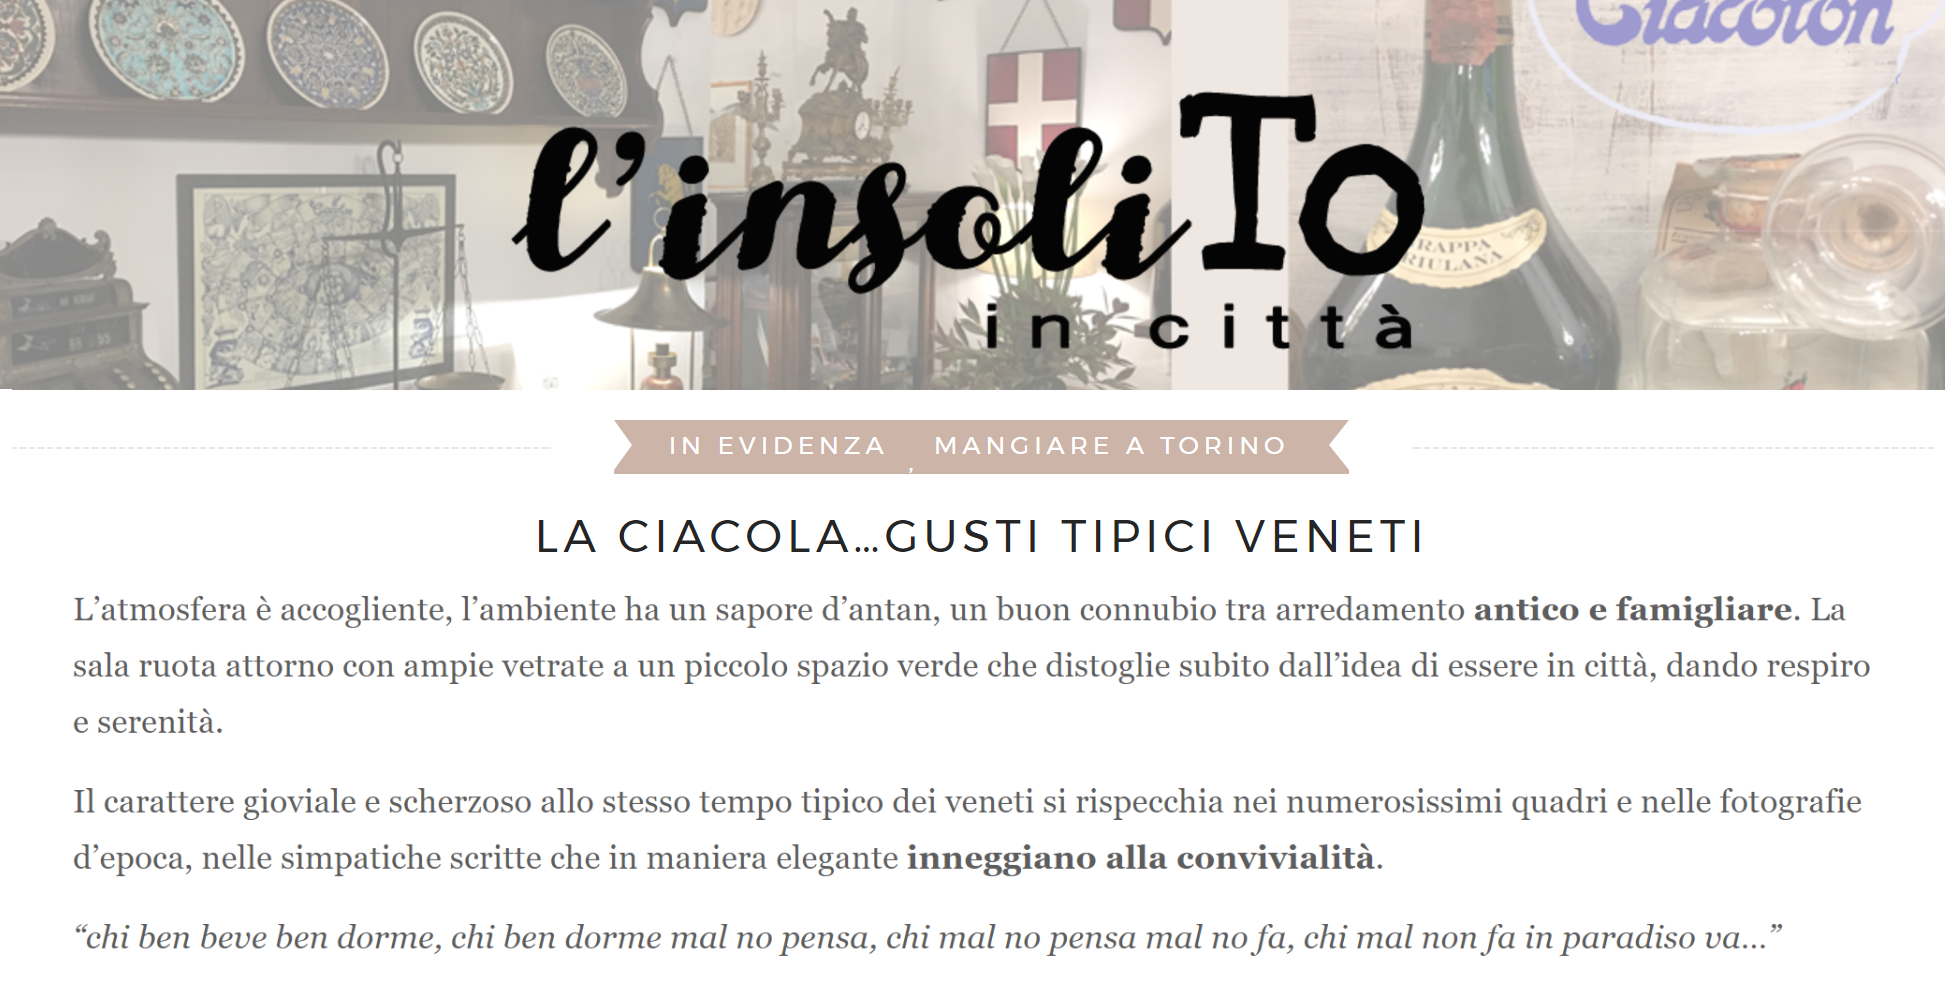 Ciacolon
l'insoliTo
in città
GRAPPA
FRIULANA
IN EVIDENZA , MANGIARE A TORINO
LA CIACOLA…GUSTI TIPICI VENETI
L’atmosfera è accogliente, l’ambiente ha un sapore d’antan, un buon connubio tra arredamento antico e famigliare. La
sala ruota attorno con ampie vetrate a un piccolo spazio verde che distoglie subito dall’idea di essere in città, dando respiro
e serenità.
Il carattere gioviale e scherzoso allo stesso tempo tipico dei veneti si rispecchia nei numerosissimi quadri e nelle fotografie
d’epoca, nelle simpatiche scritte che in maniera elegante inneggiano alla convivialità.
“chi ben beve ben dorme, chi ben dorme mal no pensa, chi mal no pensa mal no fa, chi mal non fa in paradiso va…”